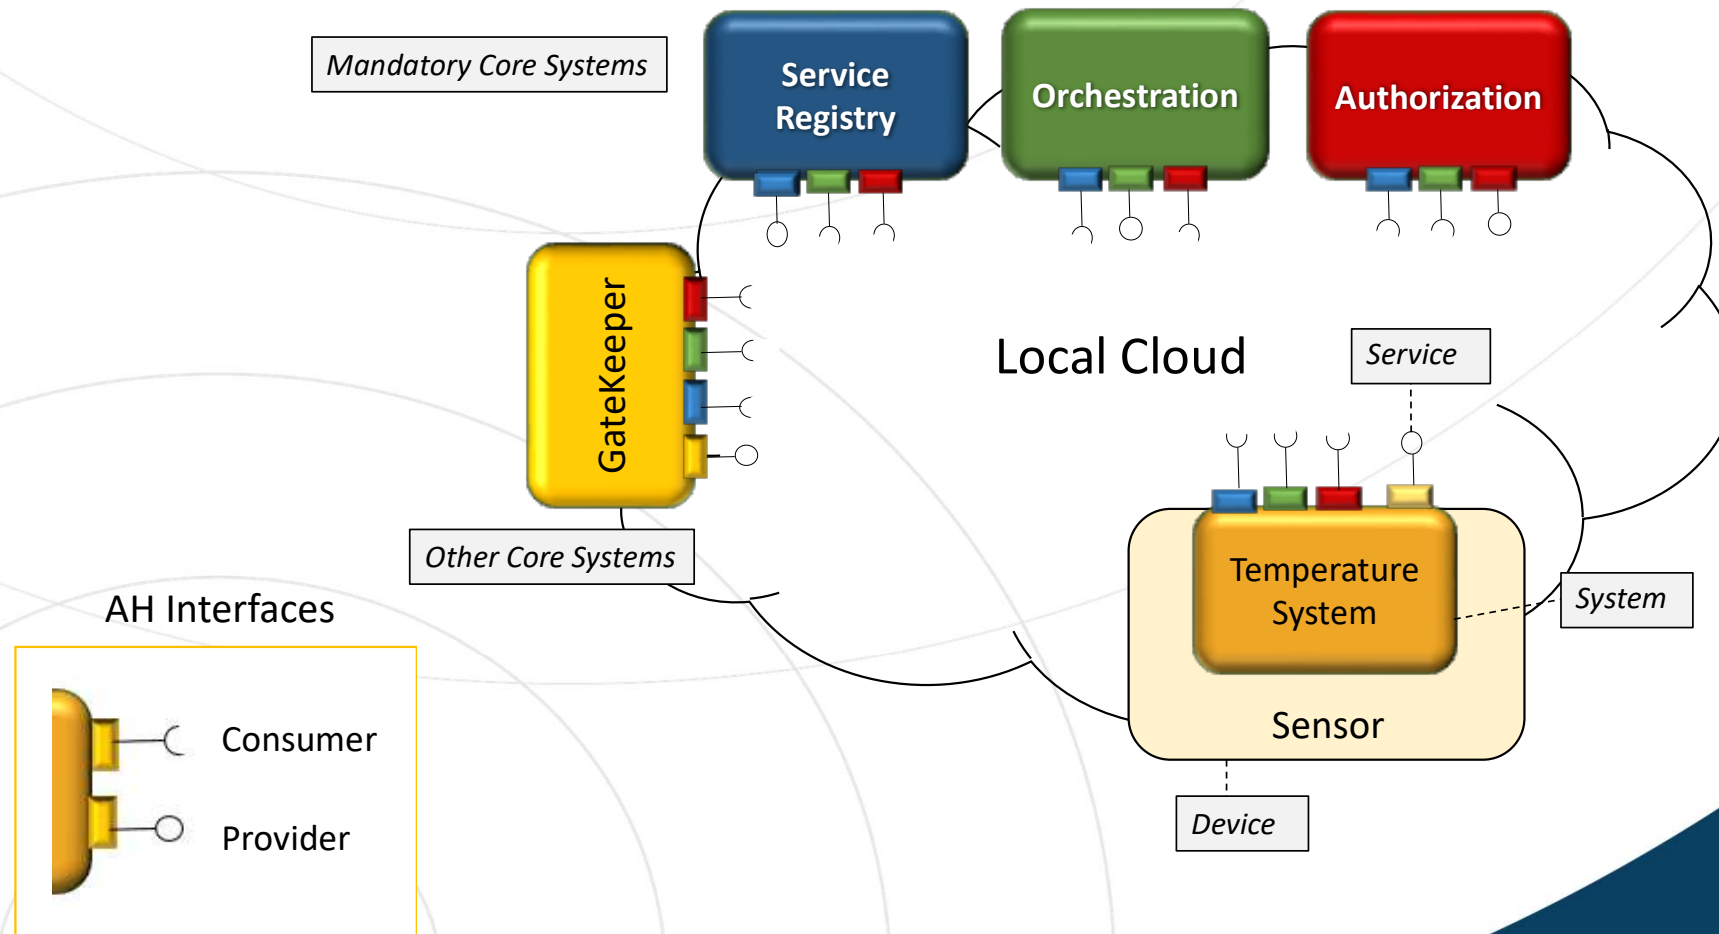 Mandatory Core Systems
Service
Registry
Orchestration
Authorization
GateKeeper
Local Cloud
Service
Other Core Systems
Temperature
System
System
AH Interfaces
Sensor
Consumer
Provider
Device